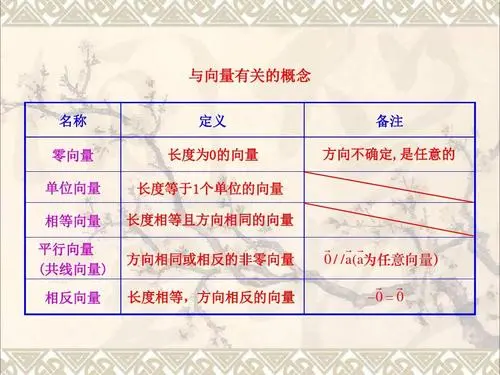 与向量有关的概念
名称 定义 备注
零向量 长度为0的向量 方向不确定,是任意的
单位向量 长度等于1个单位的向量
相等向量 长度相等且方向相同的向量
平行向量
(共线向量) 方向相同或相反的非零向量 0⃗//a⃗(a⃗为任意向量)
相反向量 长度相等，方向相反的向量 -0⃗=0⃗